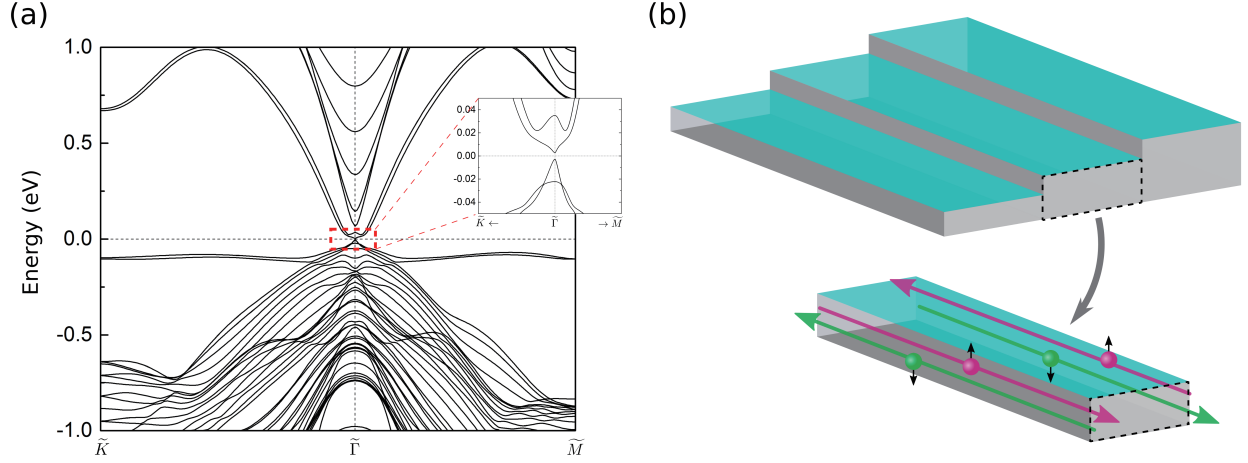 (a)
(b)
Energy (eV)
1.0
0.5
0.0
-0.5
-1.0
K̃
Γ̃
M̃
0.04
0.02
0.00
-0.02
-0.04
K̃ ←
Γ̃
→ M̃